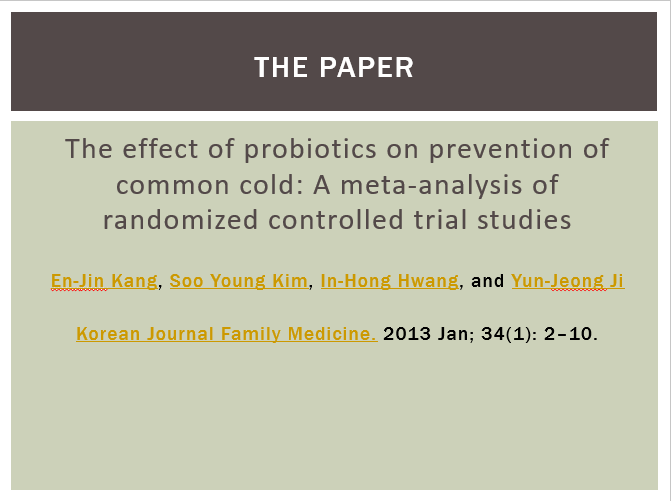 THE PAPER
The effect of probiotics on prevention of
common cold: A meta-analysis of
randomized controlled trial studies
En-Jin Kang, Soo Young Kim, In-Hong Hwang, and Yun-Jeong Ji
Korean Journal Family Medicine. 2013 Jan; 34(1): 2–10.